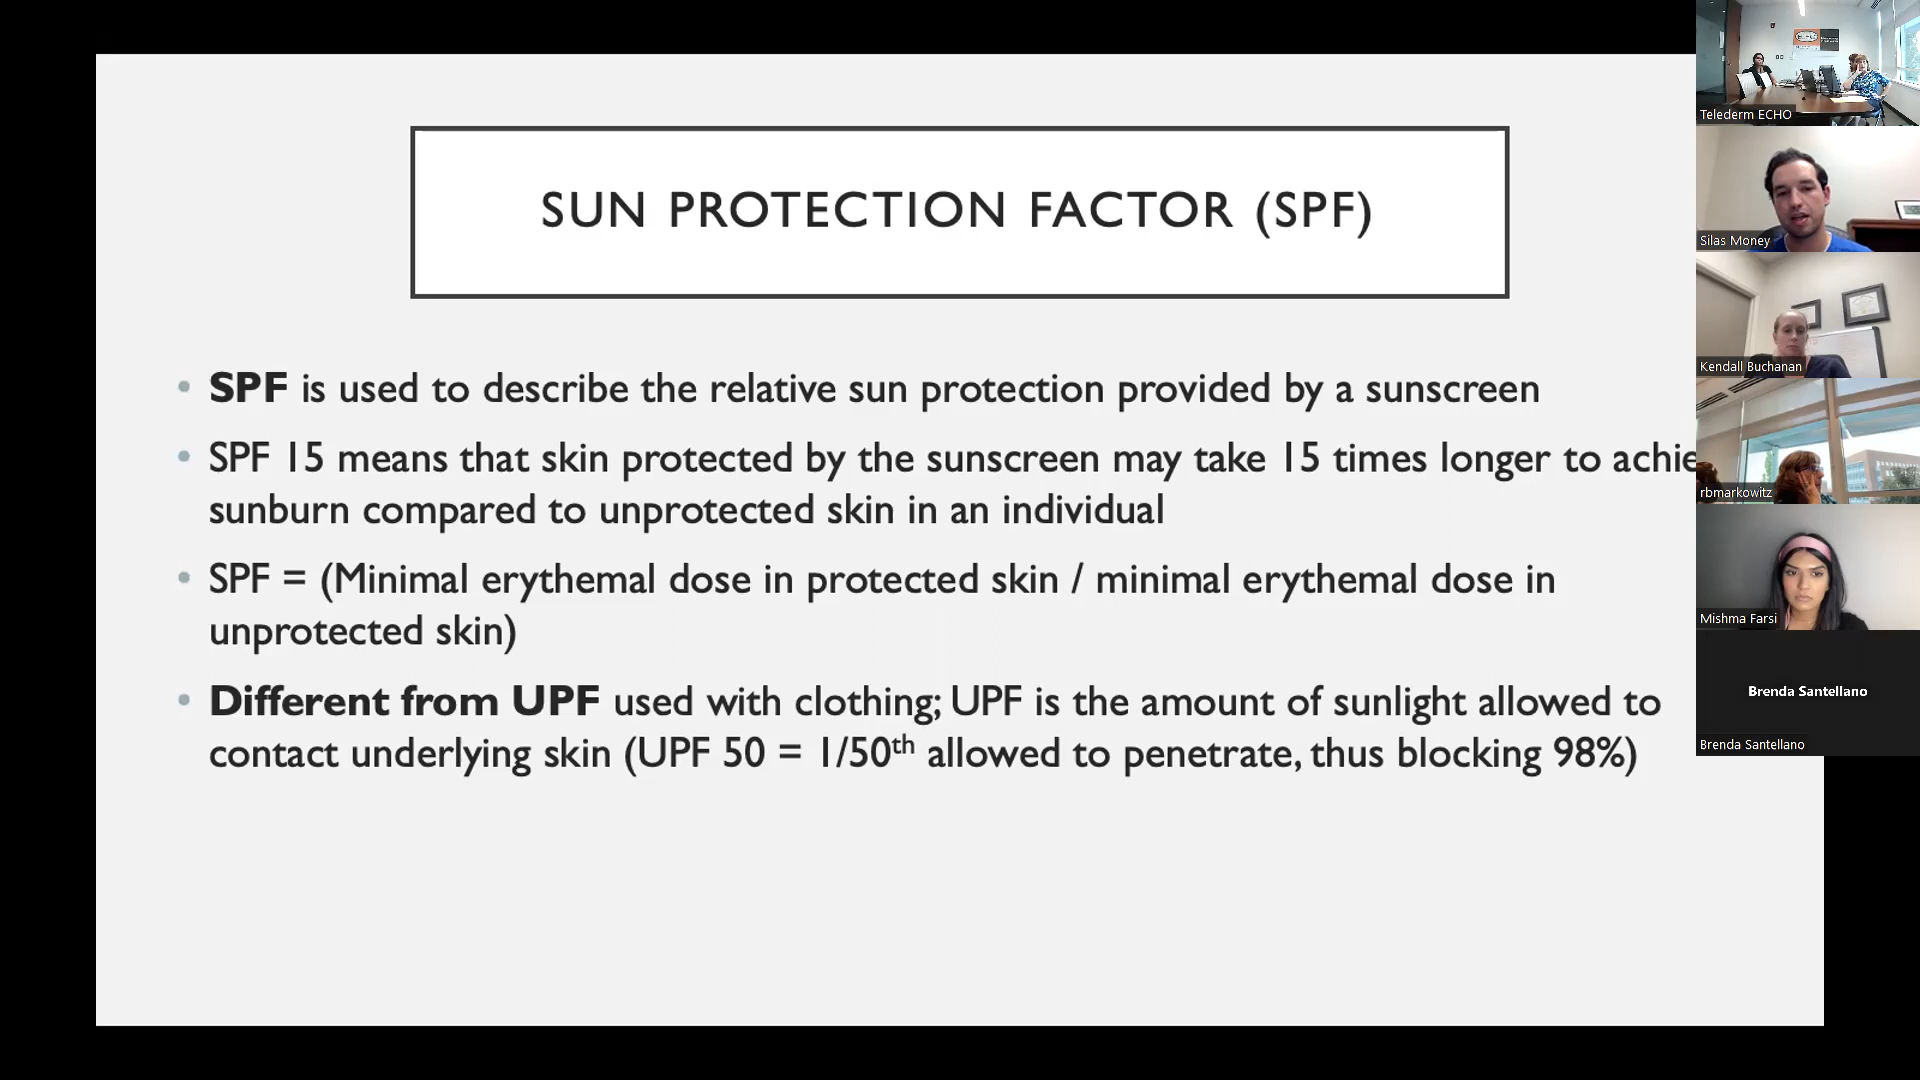 SUN PROTECTION FACTOR (SPF)
• SPF is used to describe the relative sun protection provided by a sunscreen
• SPF 15 means that skin protected by the sunscreen may take 15 times longer to achie
sunburn compared to unprotected skin in an individual
• SPF = (Minimal erythemal dose in protected skin / minimal erythemal dose in
unprotected skin)
• Different from UPF used with clothing; UPF is the amount of sunlight allowed to
contact underlying skin (UPF 50 = 1/50th allowed to penetrate, thus blocking 98%)
Telederm ECHO
Silas Money
Kendall Buchanan
rbmarkowitz
Mishma Farsi
Brenda Santellano
Brenda Santellano